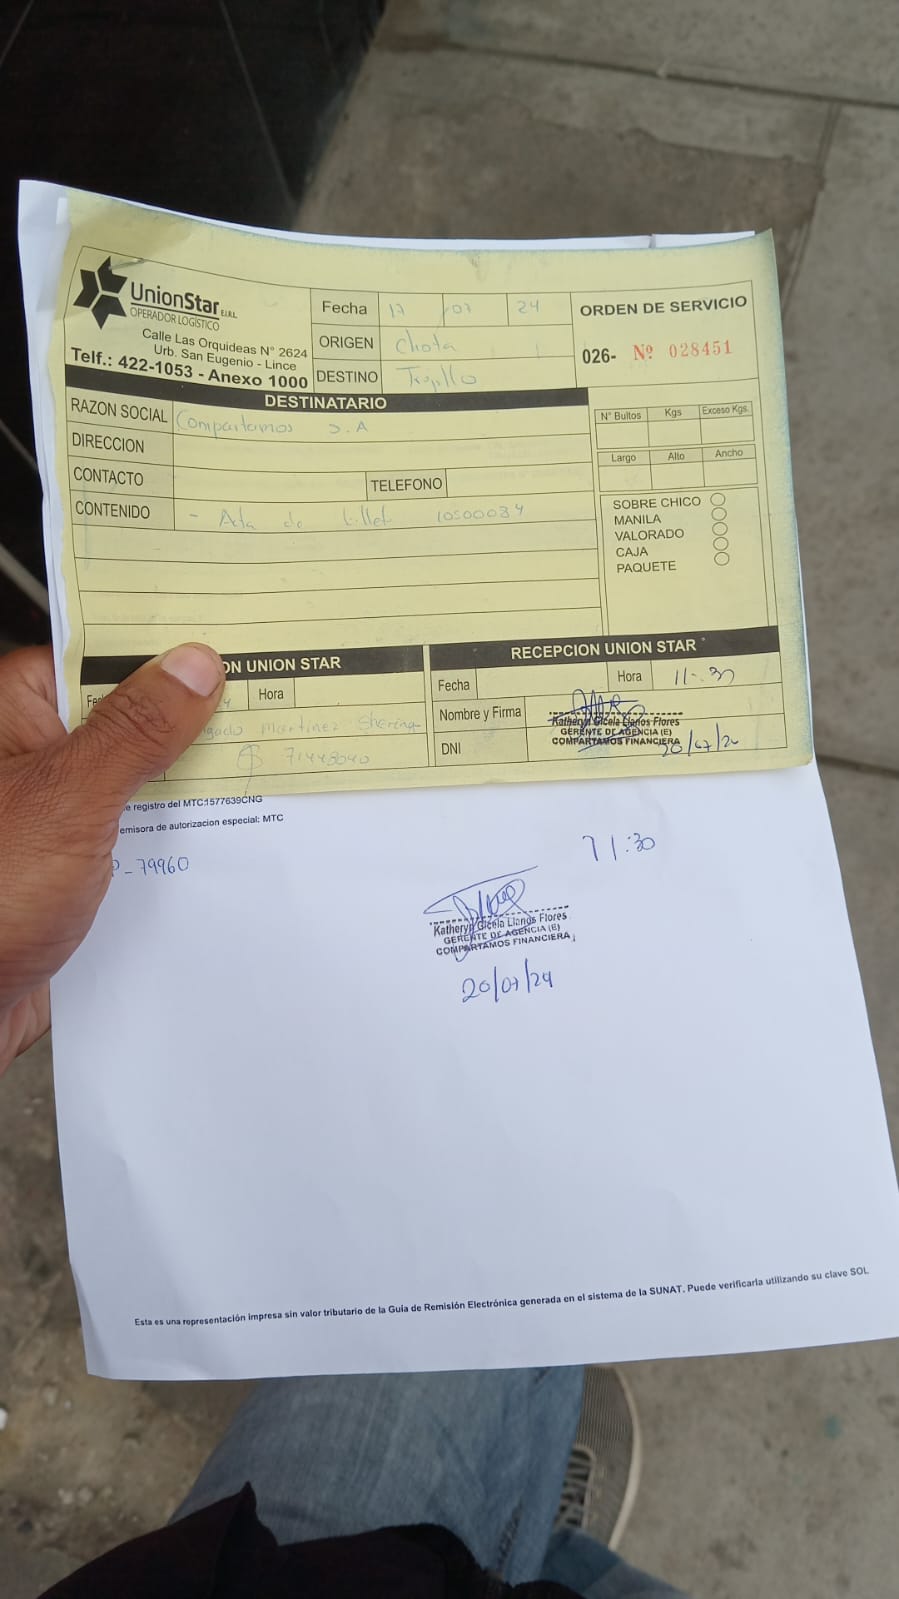 UnionStar E.I.R.L
OPERADOR LOGÍSTICO
Calle Las Orquideas N° 2624
Urb. San Eugenio - Lince
Telf.: 422-1053 - Anexo 1000
Fecha 17 07 24
ORIGEN Chota
DESTINO Trujillo
ORDEN DE SERVICIO
026- Nº 028451
DESTINATARIO
RAZON SOCIAL Compartamos S.A
DIRECCION
CONTACTO
TELEFONO
CONTENIDO - Acta de billet 10500034
N° Bultos Kgs Exceso Kgs.
Largo Alto Ancho
SOBRE CHICO
MANILA
VALORADO
CAJA
PAQUETE
ON UNION STAR
Hora
Martinez
71448040
RECEPCION UNION STAR
Fecha
Hora 11:30
Nombre y Firma
Katheryn Gicela Llanos Flores
GERENTE DE AGENCIA (E)
COMPARTAMOS FINANCIERA
DNI
e registro del MTC:1577639CNG
emisora de autorizacion especial: MTC
P-79960
11:30
Katheryn Gicela Llanos Flores
GERENTE DE AGENCIA (E)
COMPARTAMOS FINANCIERA
20/07/24
Esta es una representación impresa sin valor tributario de la Guia de Remisión Electrónica generada en el sistema de la SUNAT. Puede verificarla utilizando su clave SOL